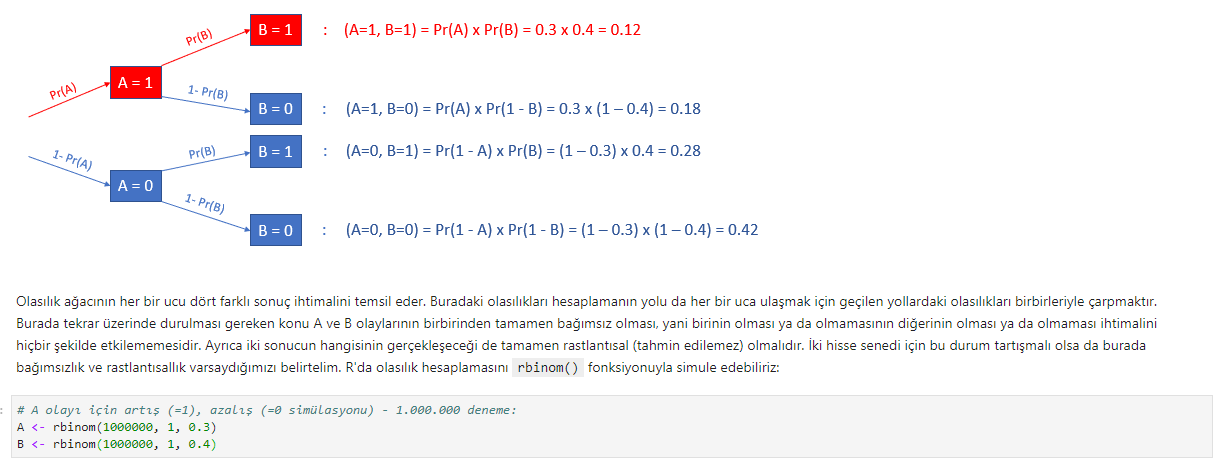 Pr(B)
B = 1 : (A=1, B=1) = Pr(A) x Pr(B) = 0.3 x 0.4 = 0.12
Pr(A)
A = 1
1- Pr(B)
B = 0 : (A=1, B=0) = Pr(A) x Pr(1 - B) = 0.3 x (1 – 0.4) = 0.18
1- Pr(A)
Pr(B)
B = 1 : (A=0, B=1) = Pr(1 - A) x Pr(B) = (1 – 0.3) x 0.4 = 0.28
A = 0
1- Pr(B)
B = 0 : (A=0, B=0) = Pr(1 - A) x Pr(1 - B) = (1 – 0.3) x (1 – 0.4) = 0.42
Olasılık ağacının her bir ucu dört farklı sonuç ihtimalini temsil eder. Buradaki olasılıkları hesaplamanın yolu da her bir uca ulaşmak için geçilen yollardaki olasılıkları birbirleriyle çarpmaktır.
Burada tekrar üzerinde durulması gereken konu A ve B olaylarının birbirinden tamamen bağımsız olması, yani birinin olması ya da olmamasının diğerinin olması ya da olmaması ihtimalini
hiçbir şekilde etkilememesidir. Ayrıca iki sonucun hangisinin gerçekleşeceği de tamamen rastlantısal (tahmin edilemez) olmalıdır. İki hisse senedi için bu durum tartışmalı olsa da burada
bağımsızlık ve rastlantısallık varsaydığımızı belirtelim. R'da olasılık hesaplamasını rbinom() fonksiyonuyla simule edebiliriz:
# A olayı için artış (=1), azalış (=0 simülasyonu) - 1.000.000 deneme:
A <- rbinom(1000000, 1, 0.3)
B <- rbinom(1000000, 1, 0.4)